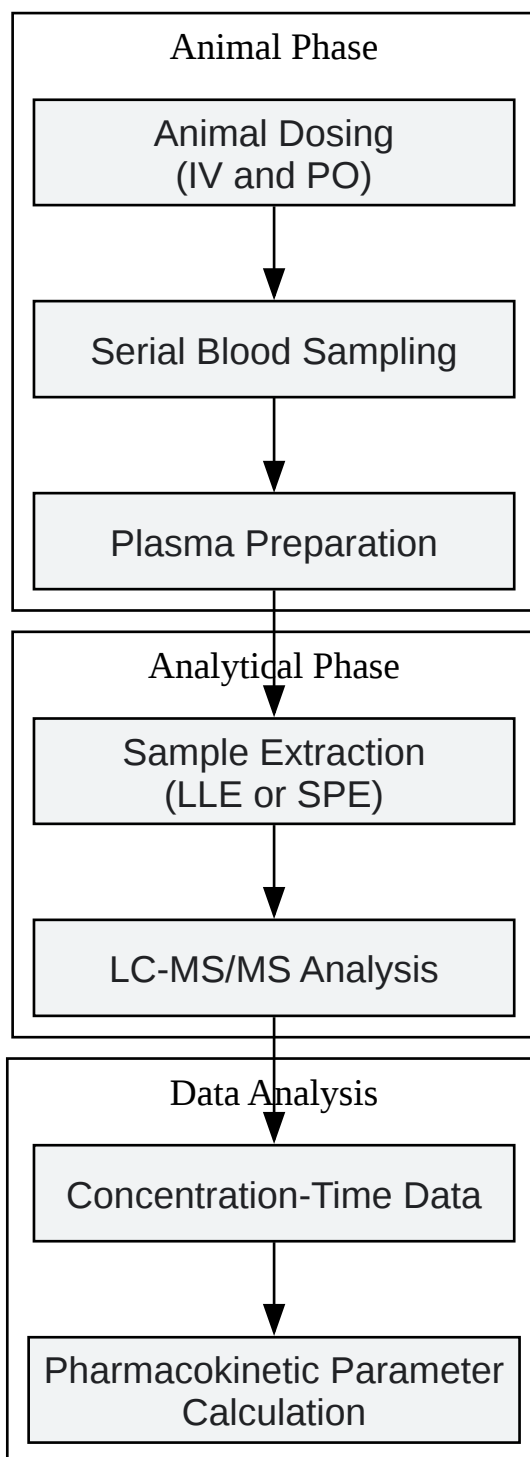 Animal Phase
Animal Dosing
(IV and PO)
Serial Blood Sampling
Plasma Preparation
Analytical Phase
Sample Extraction
(LLE or SPE)
LC-MS/MS Analysis
Data Analysis
Concentration-Time Data
Pharmacokinetic Parameter
Calculation